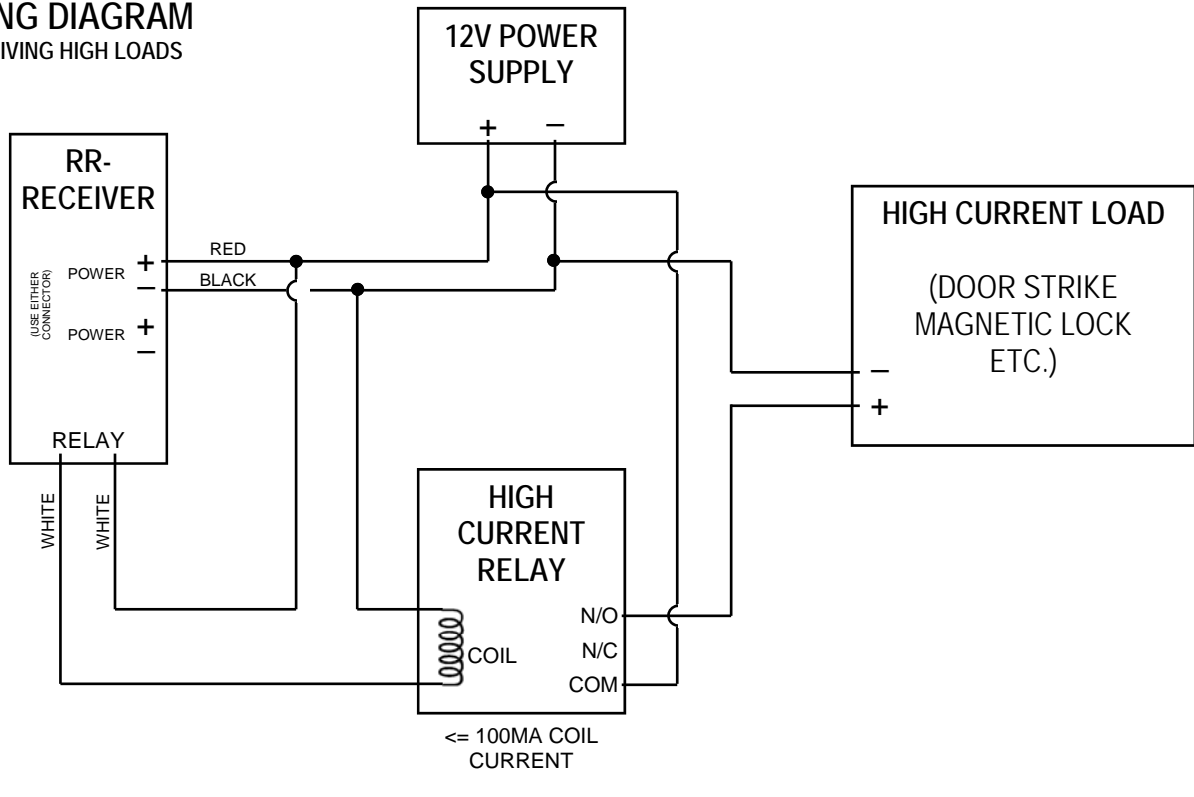 NG DIAGRAM
IVING HIGH LOADS
12V POWER
SUPPLY
+ –
RR-
RECEIVER
(USE EITHER
CONNECTOR)
POWER + –
POWER + –
RED
BLACK
RELAY
WHITE
WHITE
HIGH CURRENT LOAD
(DOOR STRIKE
MAGNETIC LOCK
ETC.)
–
+
HIGH
CURRENT
RELAY
COIL
N/O
N/C
COM
<= 100MA COIL
CURRENT